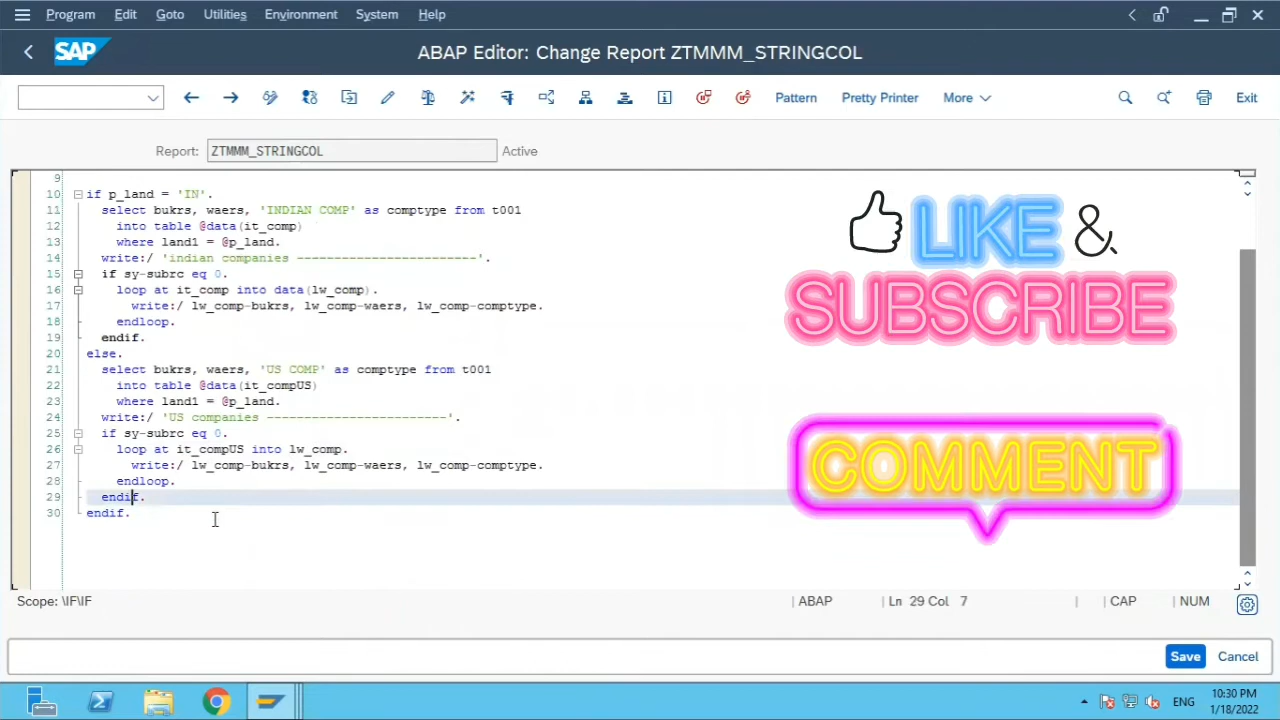 Program Edit Goto Utilities Environment System Help
SAP ABAP Editor: Change Report ZTMMM_STRINGCOL
Pattern Pretty Printer More Exit
Report: ZTMMM_STRINGCOL Active
9
10 if p_land = 'IN'.
11 select bukrs, waers, 'INDIAN COMP' as comptype from t001
12 into table @data(it_comp)
13 where land1 = @p_land.
14 write:/ 'indian companies ------------------------'.
15 if sy-subrc eq 0.
16 loop at it_comp into data(lw_comp).
17 write:/ lw_comp-bukrs, lw_comp-waers, lw_comp-comptype.
18 endloop.
19 endif.
20 else.
21 select bukrs, waers, 'US COMP' as comptype from t001
22 into table @data(it_compUS)
23 where land1 = @p_land.
24 write:/ 'US companies ------------------------'.
25 if sy-subrc eq 0.
26 loop at it_compUS into lw_comp.
27 write:/ lw_comp-bukrs, lw_comp-waers, lw_comp-comptype.
28 endloop.
29 endif.
30 endif.
LIKE &
SUBSCRIBE
COMMENT
Scope: \IF\IF | ABAP | Ln 29 Col 7 | | CAP | NUM
Save Cancel
ENG 10:30 PM
1/18/2022